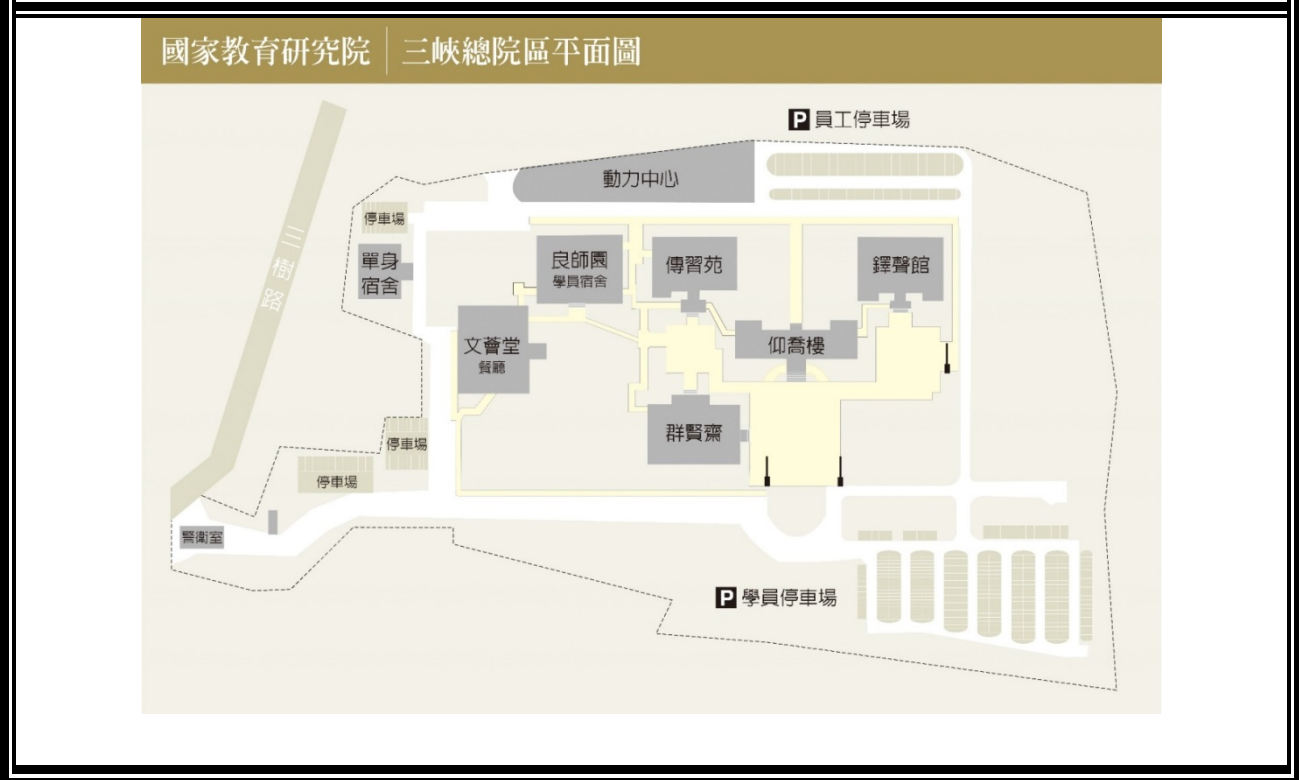 國家教育研究院 三峽總院區平面圖
P 員工停車場
動力中心
停車場
三樹路
單身
宿舍
良師園
學員宿舍
傳習苑
鐸聲館
文薈堂
餐廳
仰喬樓
群賢齋
停車場
停車場
警衛室
P 學員停車場